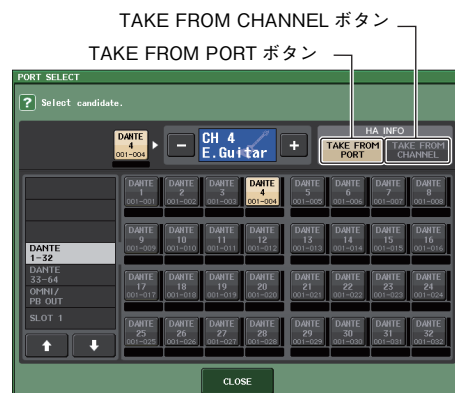 TAKE FROM CHANNEL ボタン
TAKE FROM PORT ボタン
PORT SELECT
? Select candidate.
DANTE 4 001-004
− CH 4 E.Guitar +
HA INFO
TAKE FROM PORT
TAKE FROM CHANNEL
DANTE 1 001-001
DANTE 2 001-002
DANTE 3 001-003
DANTE 4 001-004
DANTE 5 001-005
DANTE 6 001-006
DANTE 7 001-007
DANTE 8 001-008
DANTE 9 001-009
DANTE 10 001-010
DANTE 11 001-011
DANTE 12 001-012
DANTE 13 001-013
DANTE 14 001-014
DANTE 15 001-015
DANTE 16 001-016
DANTE 17 001-017
DANTE 18 001-018
DANTE 19 001-019
DANTE 20 001-020
DANTE 21 001-021
DANTE 22 001-022
DANTE 23 001-023
DANTE 24 001-024
DANTE 25 001-025
DANTE 26 001-026
DANTE 27 001-027
DANTE 28 001-028
DANTE 29 001-029
DANTE 30 001-030
DANTE 31 001-031
DANTE 32 001-032
DANTE 1-32
DANTE 33-64
OMNI/ PB OUT
SLOT 1
CLOSE